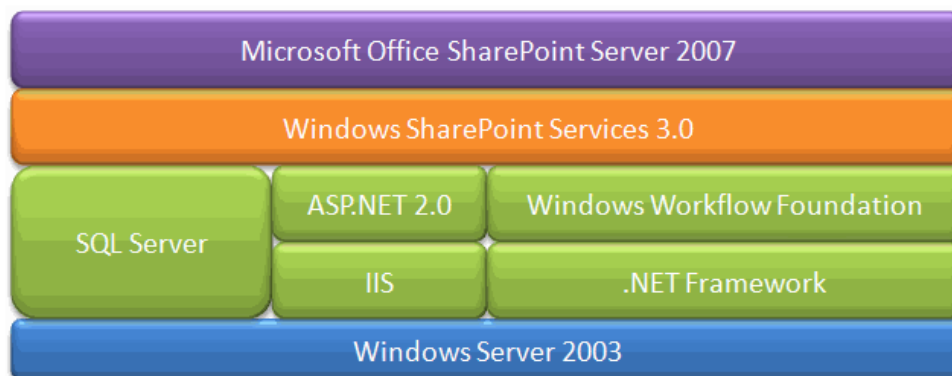 Microsoft Office SharePoint Server 2007
Windows SharePoint Services 3.0
SQL Server
ASP.NET 2.0
Windows Workflow Foundation
IIS
.NET Framework
Windows Server 2003